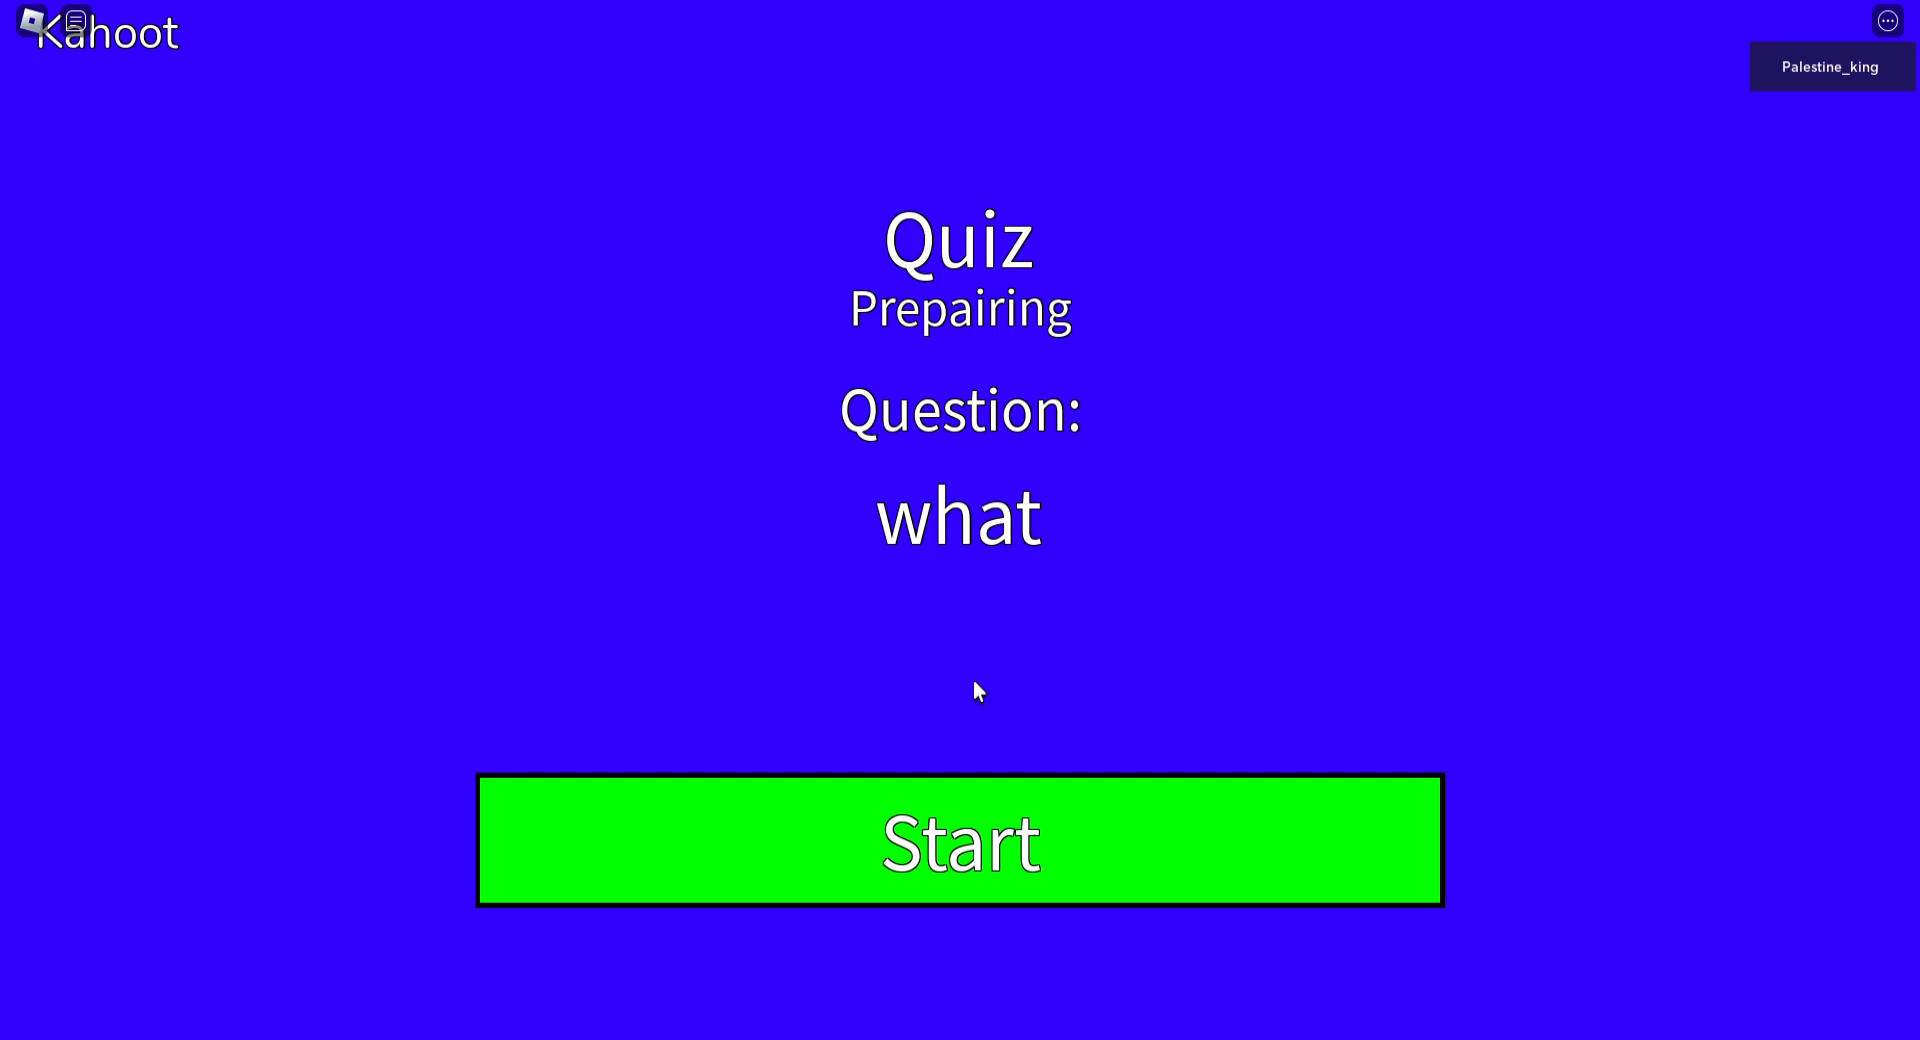 Kahoot
Palestine_king
Quiz
Prepairing
Question:
what
Start